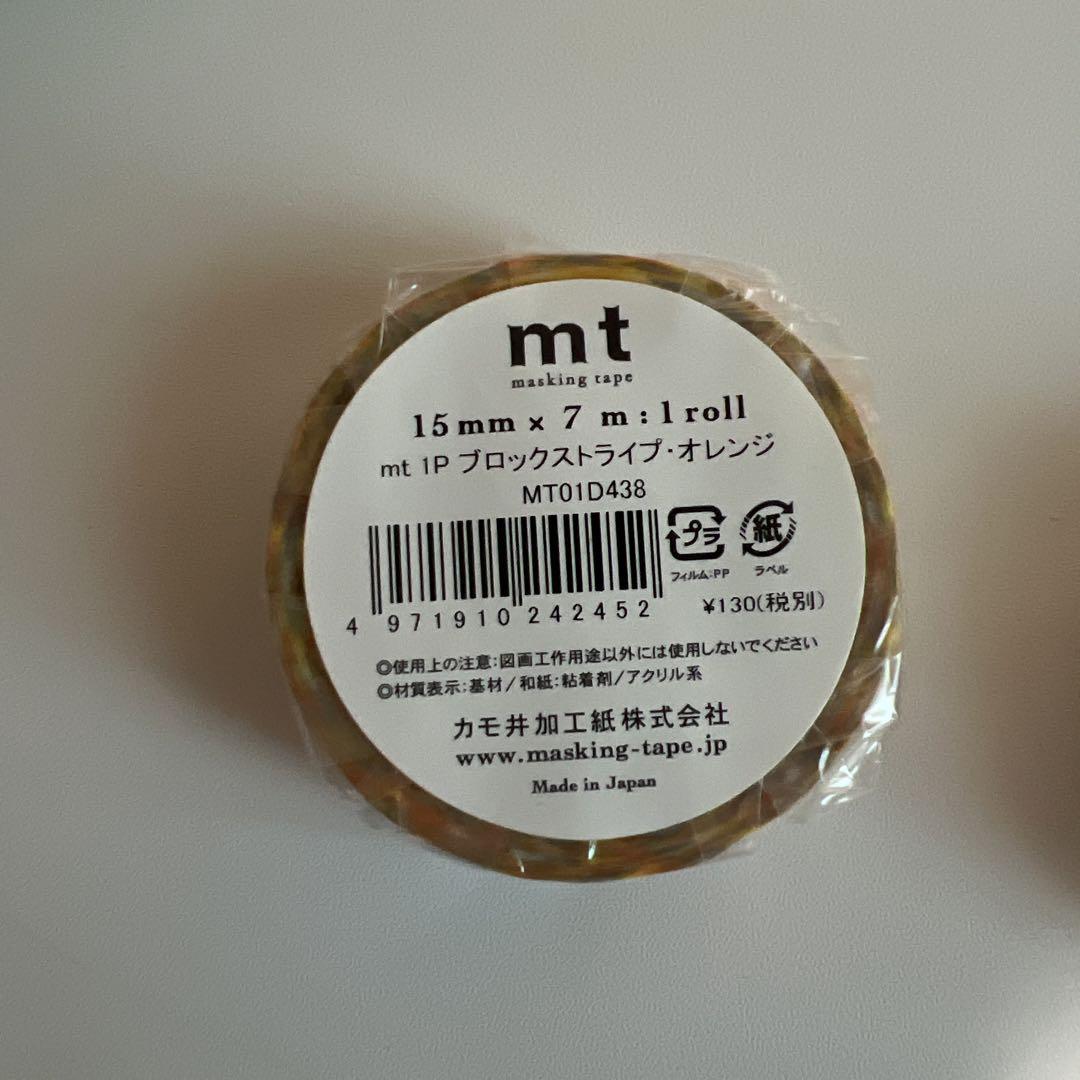 mt
masking tape
15mm × 7 m : 1 roll
mt 1P ブロックストライプ・オレンジ
MT01D438
プラ
紙
フィルム:PP
ラベル
4 971910 242452
¥130(税別)
◎使用上の注意:図画工作用途以外には使用しないでください
◎材質表示:基材/和紙:粘着剤/アクリル系
カモ井加工紙株式会社
www.masking-tape.jp
Made in Japan